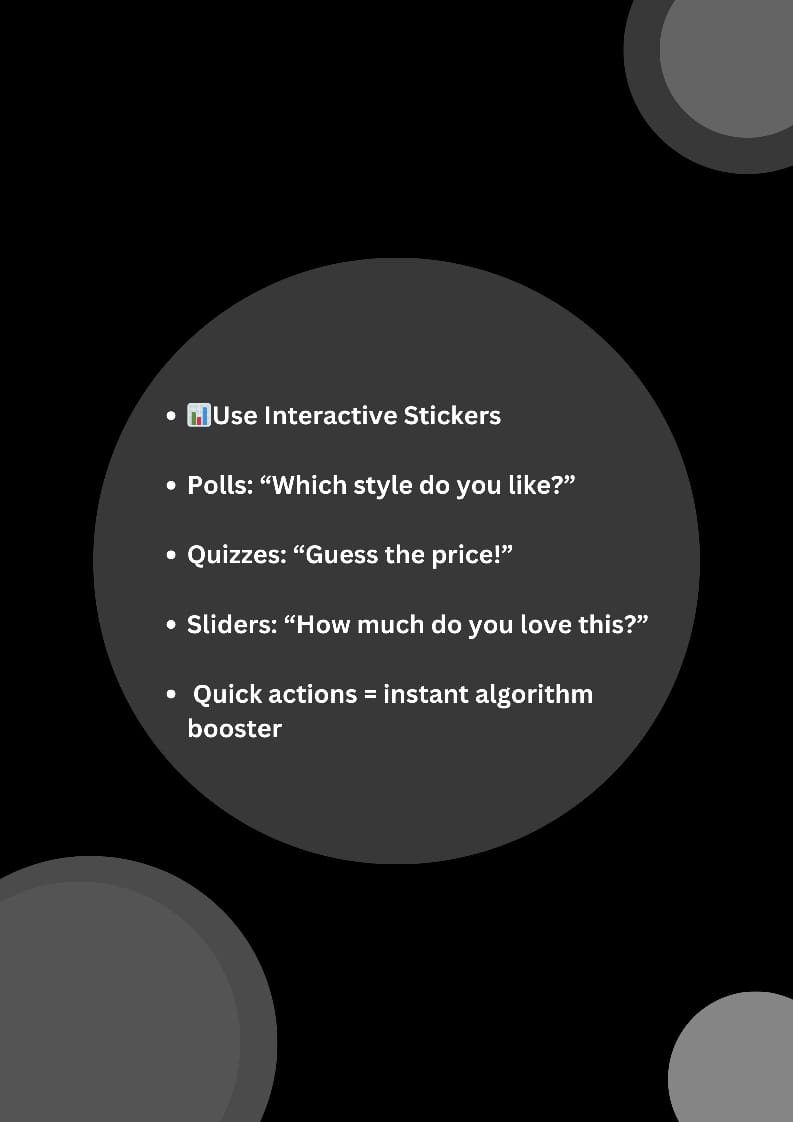 • 📊Use Interactive Stickers
• Polls: “Which style do you like?”
• Quizzes: “Guess the price!”
• Sliders: “How much do you love this?”
• Quick actions = instant algorithm
booster